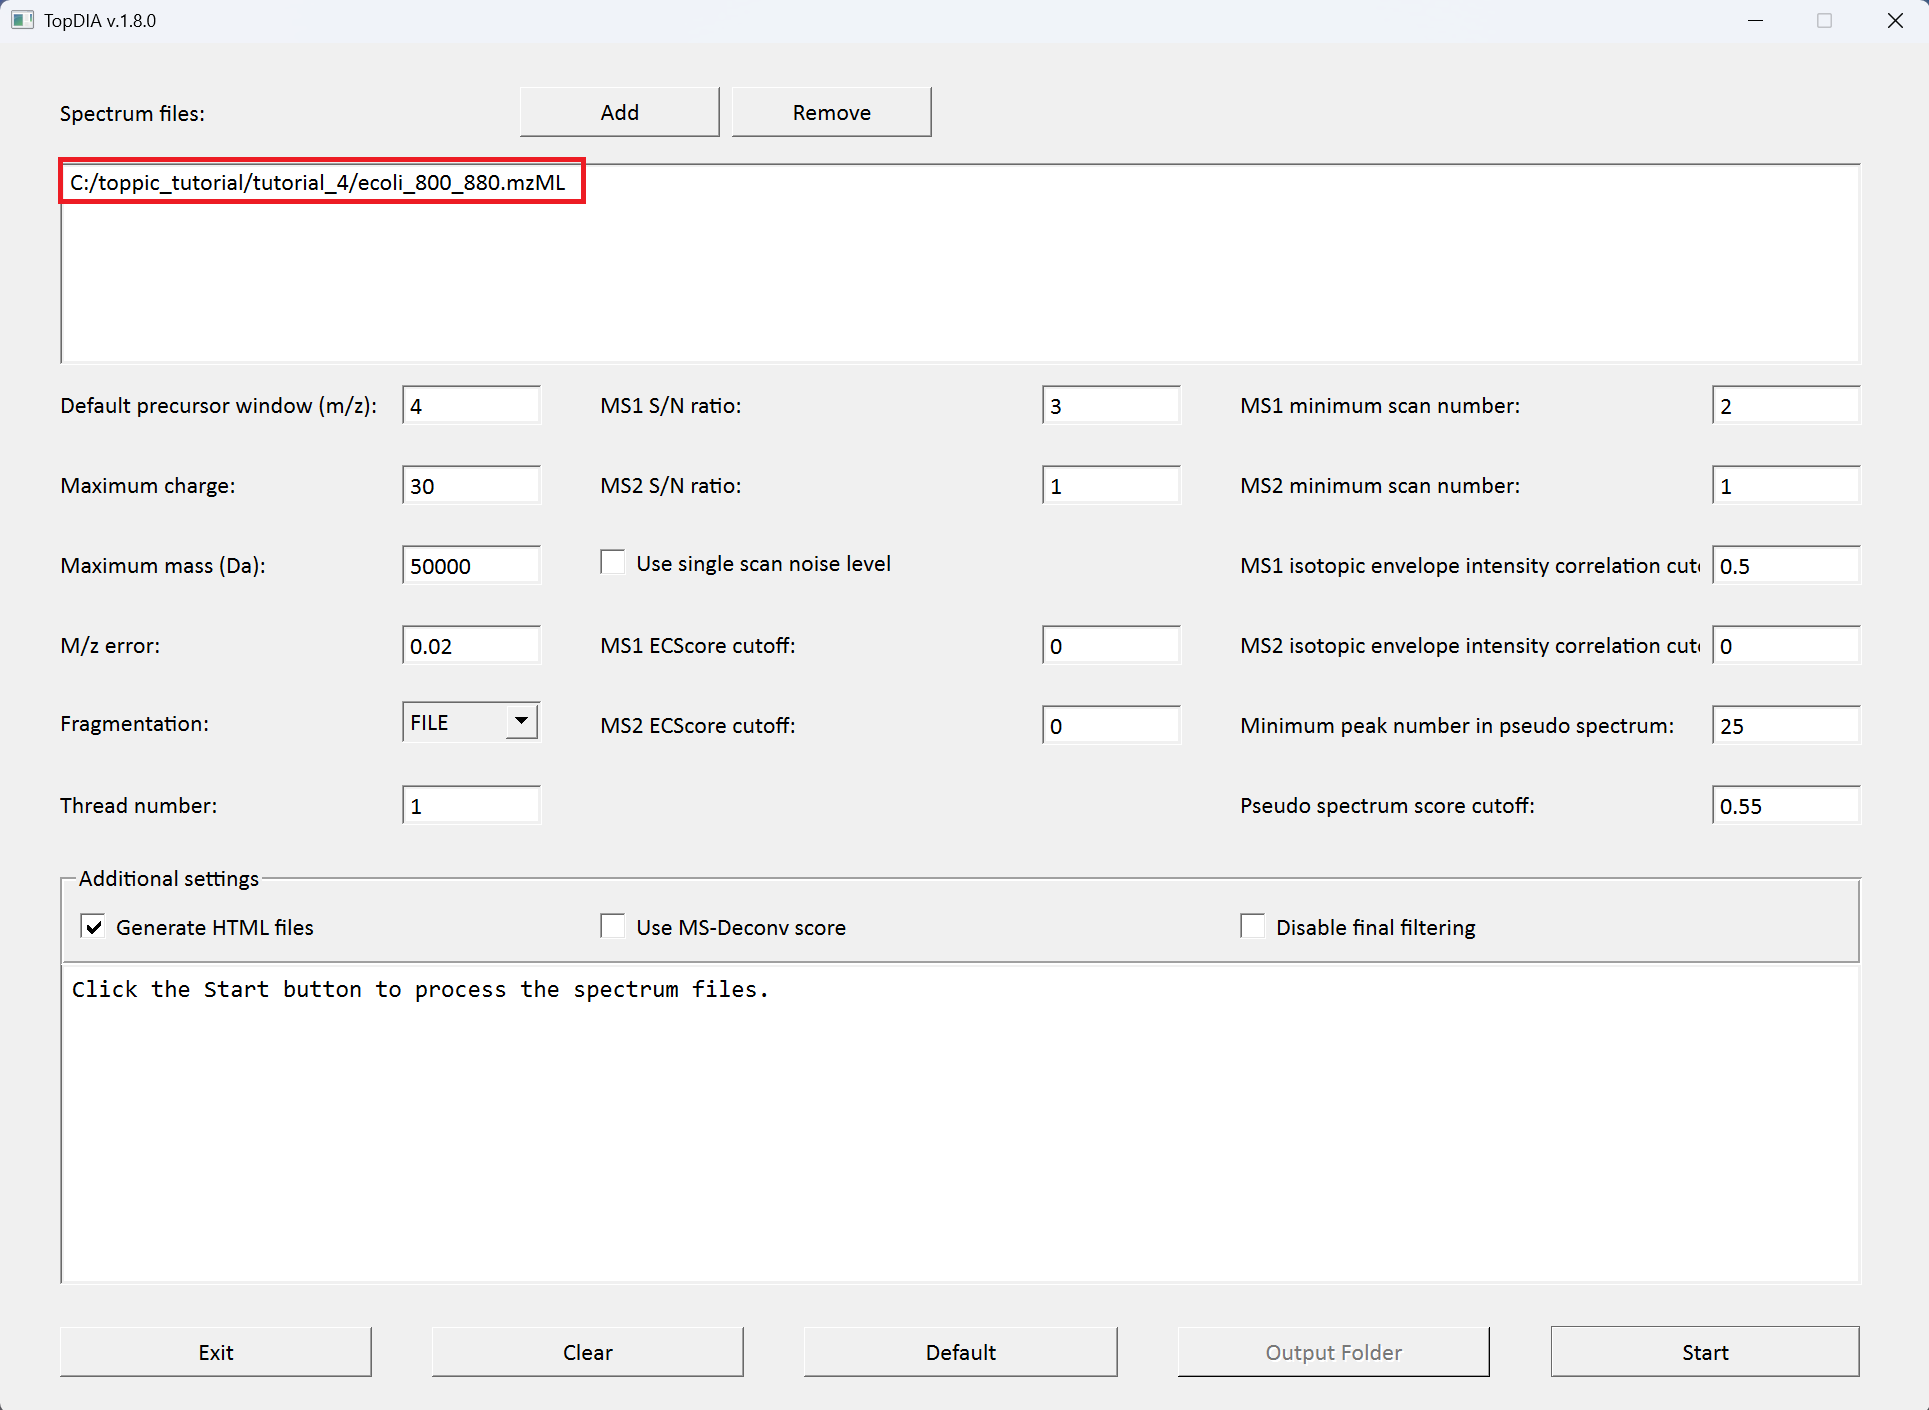 TopDIA v.1.8.0
Spectrum files:
Add
Remove
C:/toppic_tutorial/tutorial_4/ecoli_800_880.mzML
Default precursor window (m/z):
4
MS1 S/N ratio:
3
MS1 minimum scan number:
2
Maximum charge:
30
MS2 S/N ratio:
1
MS2 minimum scan number:
1
Maximum mass (Da):
50000
Use single scan noise level
MS1 isotopic envelope intensity correlation cut
0.5
M/z error:
0.02
MS1 ECScore cutoff:
0
MS2 isotopic envelope intensity correlation cut
0
Fragmentation:
FILE
MS2 ECScore cutoff:
0
Minimum peak number in pseudo spectrum:
25
Thread number:
1
Pseudo spectrum score cutoff:
0.55
Additional settings
Generate HTML files
Use MS-Deconv score
Disable final filtering
Click the Start button to process the spectrum files.
Exit
Clear
Default
Output Folder
Start